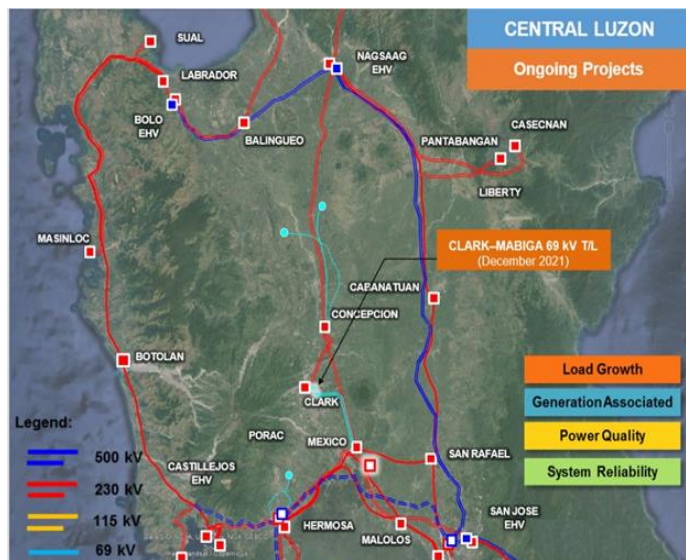 CENTRAL LUZON
Ongoing Projects
SUAL
LABRADOR
NAGSAAG
EHV
BOLO
EHV
BALINGUEO
PANTABANGAN
CASECNAN
LIBERTY
MASINLOC
CLARK–MABIGA 69 kV T/L
(December 2021)
CABANATUAN
CONCEPCION
BOTOLAN
CLARK
Load Growth
Generation Associated
Power Quality
System Reliability
Legend:
500 kV
230 kV
115 kV
69 kV
PORAC
MEXICO
SAN RAFAEL
CASTILLEJOS
EHV
HERMOSA
MALOLOS
SAN JOSE
EHV